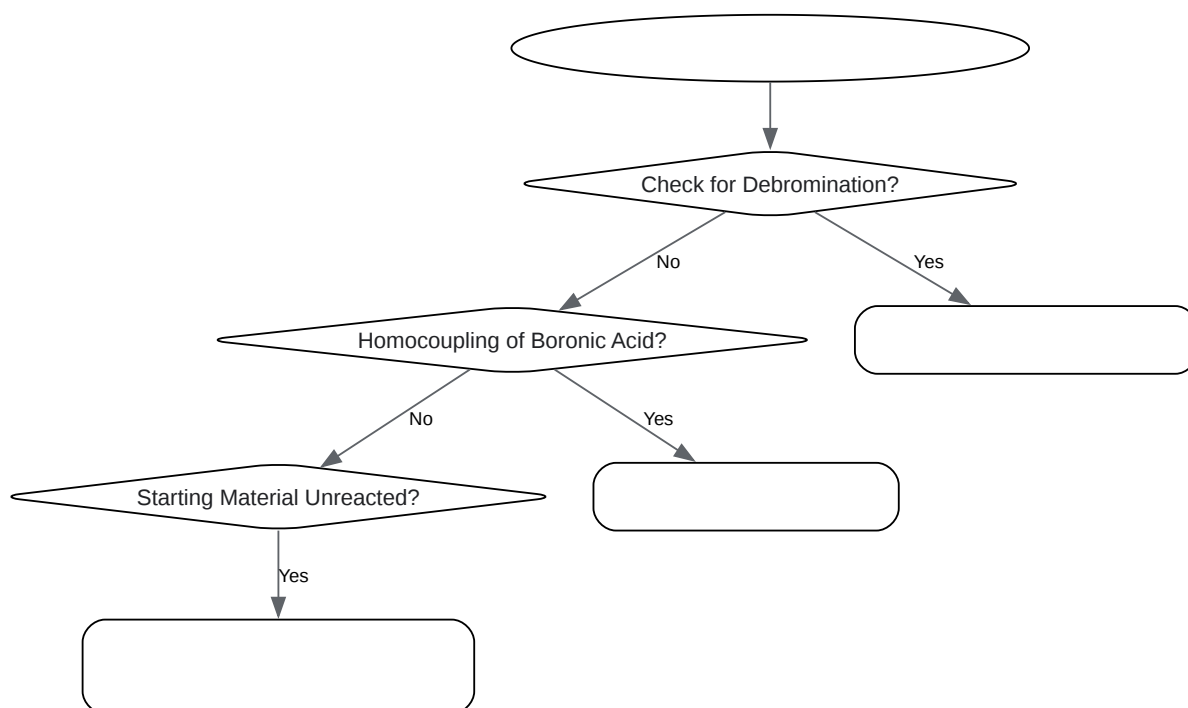 Check for Debromination?
No
Yes
Homocoupling of Boronic Acid?
No
Yes
Starting Material Unreacted?
Yes